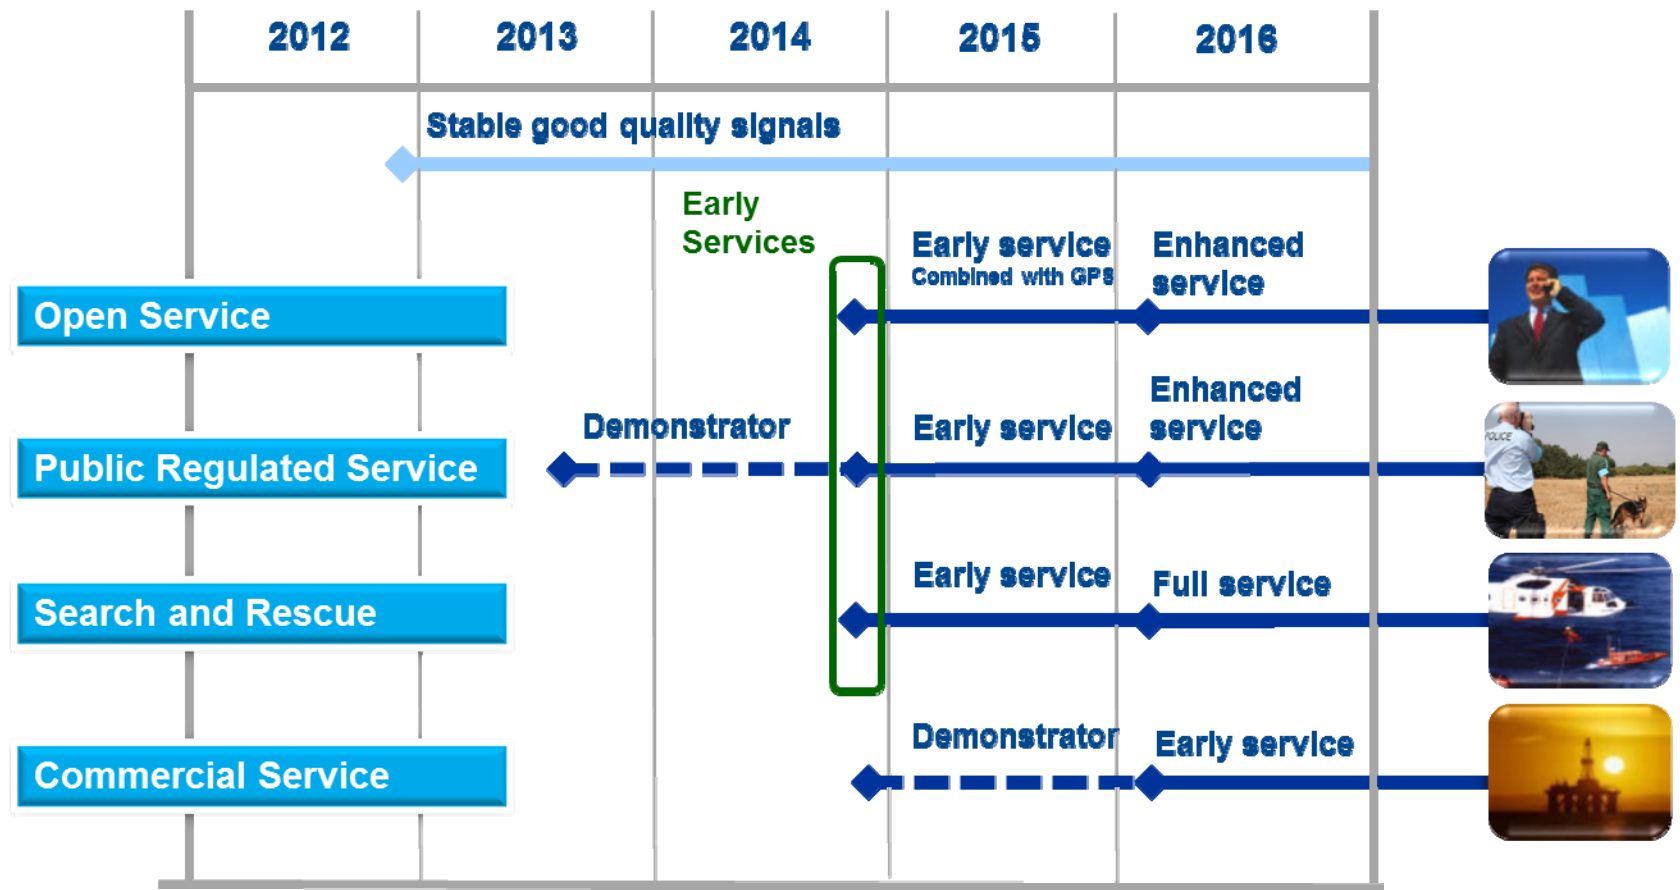 2012 2013 2014 2015 2016
Stable good quality signals
Early
Services
Early service
Combined with GPS
Enhanced
service
Open Service
Demonstrator
Early service
Enhanced
service
Public Regulated Service
Early service
Full service
Search and Rescue
Demonstrator
Early service
Commercial Service
POLICE